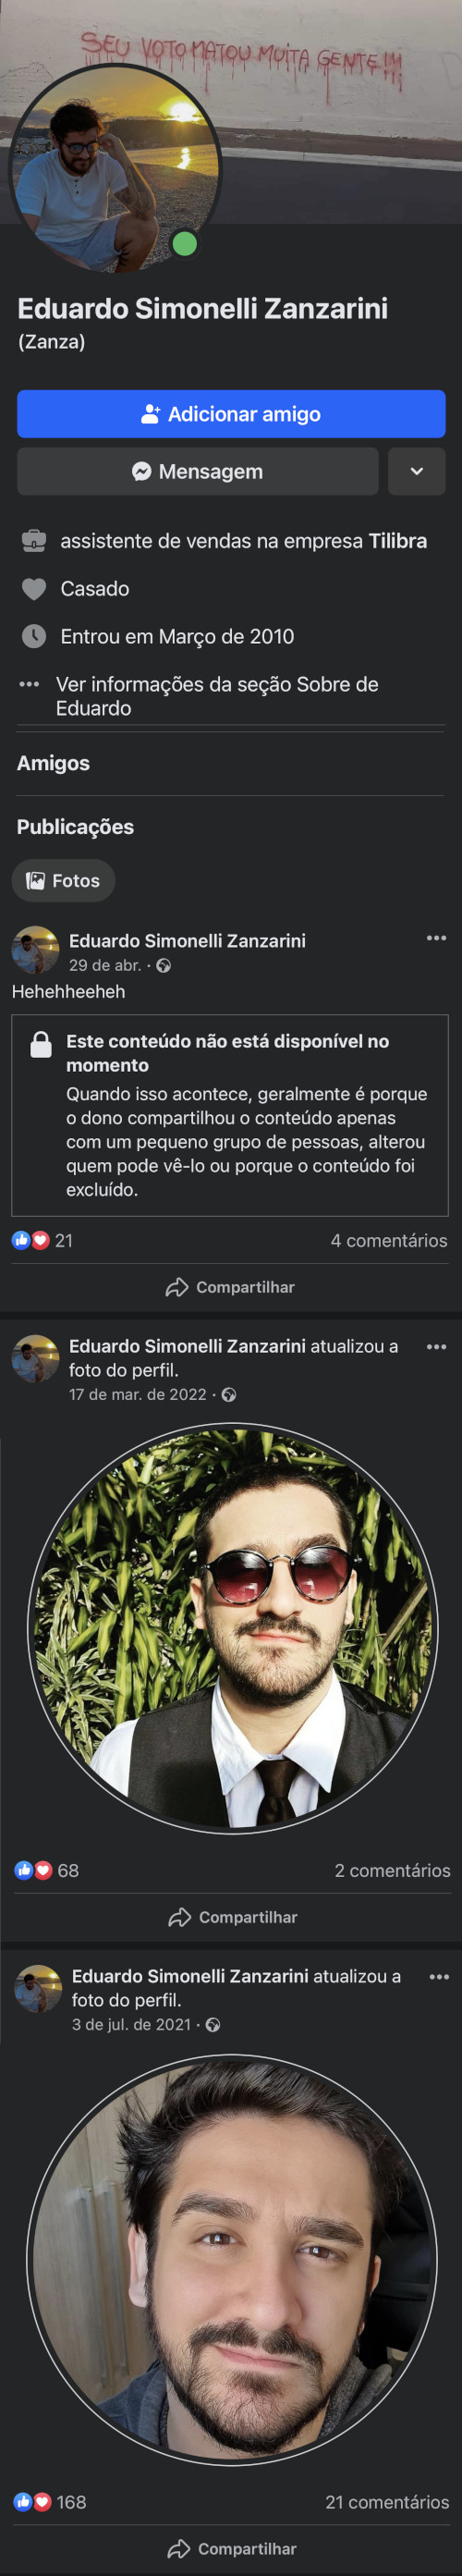 SEU VOTO MATOU MUITA GENTE!!!
Eduardo Simonelli Zanzarini
(Zanza)
Adicionar amigo
Mensagem
assistente de vendas na empresa Tilibra
Casado
Entrou em Março de 2010
Ver informações da seção Sobre de
Eduardo
Amigos
Publicações
Fotos
Eduardo Simonelli Zanzarini
29 de abr. ·
Hehehheeheh
Este conteúdo não está disponível no
momento
Quando isso acontece, geralmente é porque
o dono compartilhou o conteúdo apenas
com um pequeno grupo de pessoas, alterou
quem pode vê-lo ou porque o conteúdo foi
excluído.
21 4 comentários
Compartilhar
Eduardo Simonelli Zanzarini atualizou a
foto do perfil.
17 de mar. de 2022 ·
68 2 comentários
Compartilhar
Eduardo Simonelli Zanzarini atualizou a
foto do perfil.
3 de jul. de 2021 ·
168 21 comentários
Compartilhar